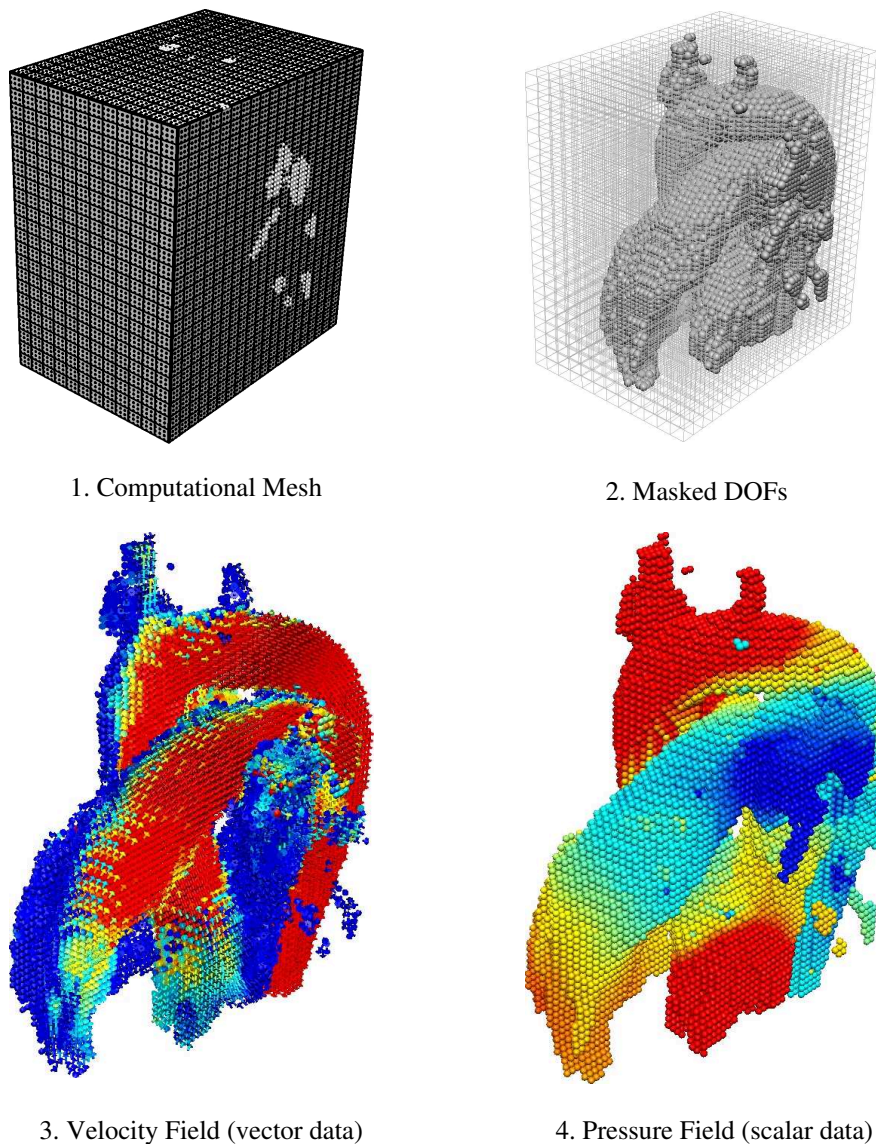 1. Computational Mesh
2. Masked DOFs
3. Velocity Field (vector data)
4. Pressure Field (scalar data)